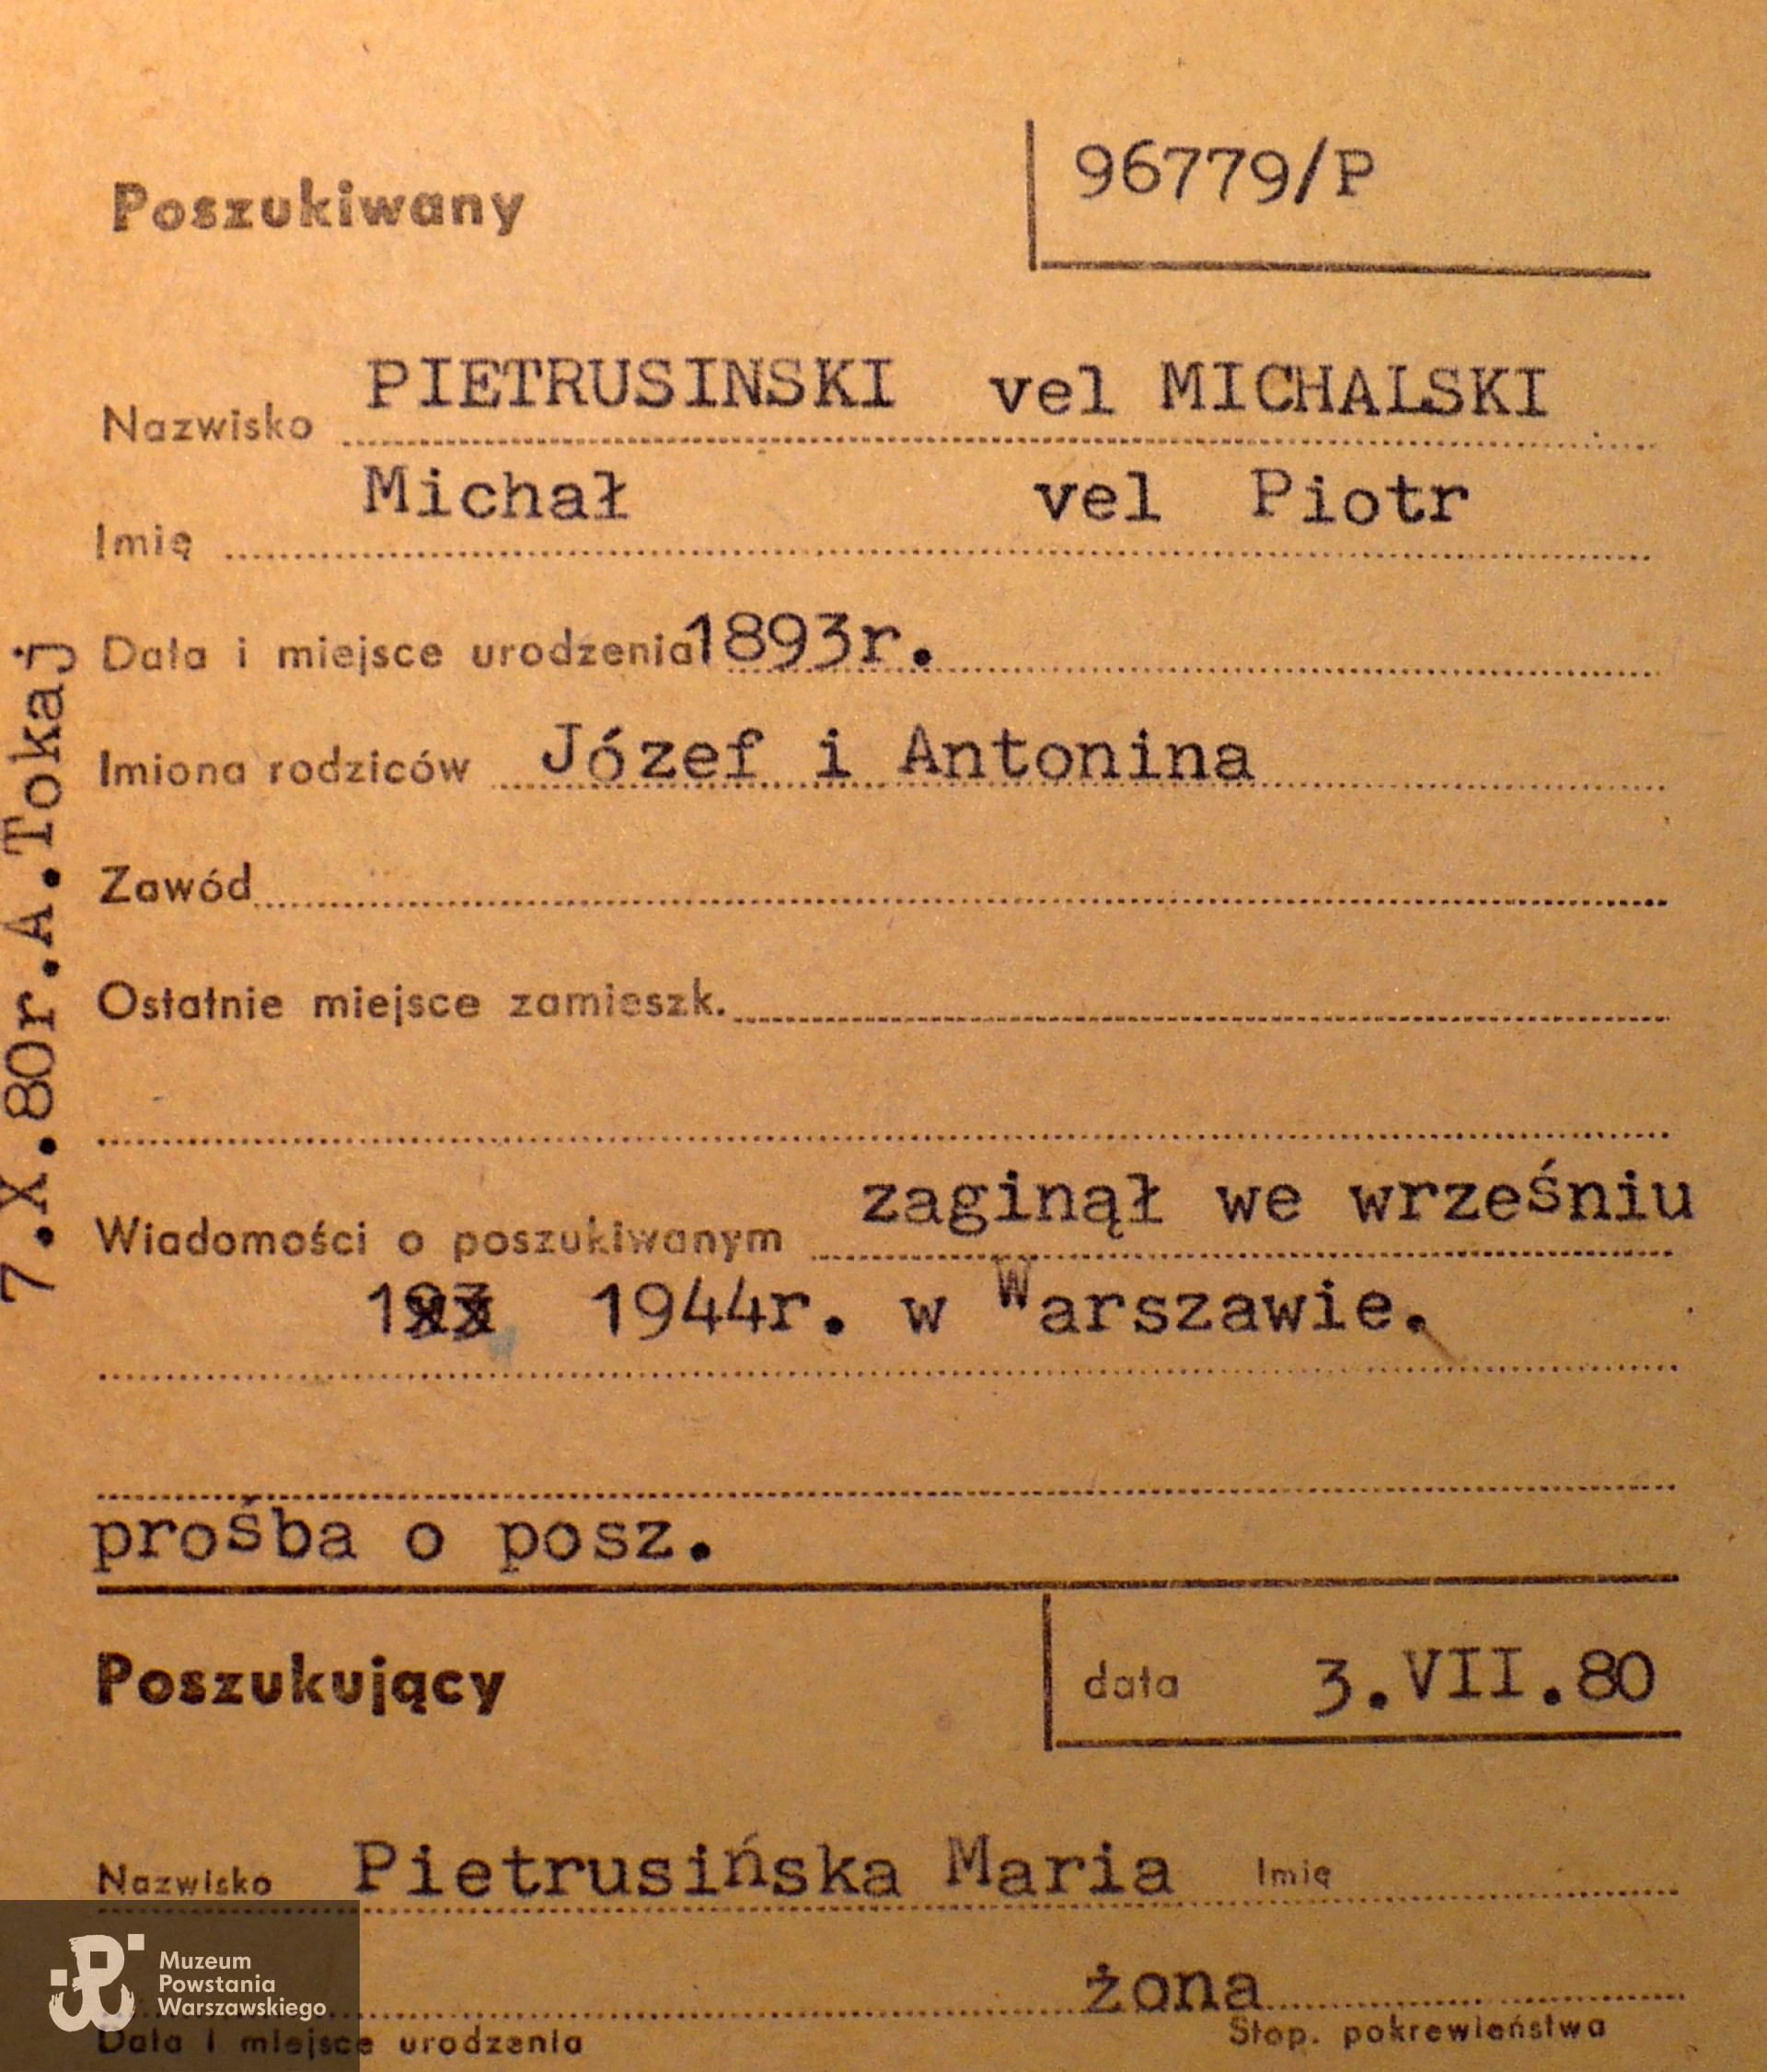 96779/P
Poszukiwany
PIETRUSINSKI vel MICHALSKI
Nazwisko
Michał vel Piotr
Imię
Data i miejsce urodzenia 1893r.
Imiona rodziców Józef i Antonina
Zawód
Ostatnie miejsce zamieszk.
Wiadomości o poszukiwanym zaginął we wrześniu
1944r. w Warszawie.
prośba o posz.
Poszukujący
data 3.VII.80
Nazwisko Pietrusińska Maria Imię
żona
Data i miejsce urodzenia Stop. pokrewieństwa
7.X.80r.A.Tokaj
Muzeum
Powstania
Warszawskiego